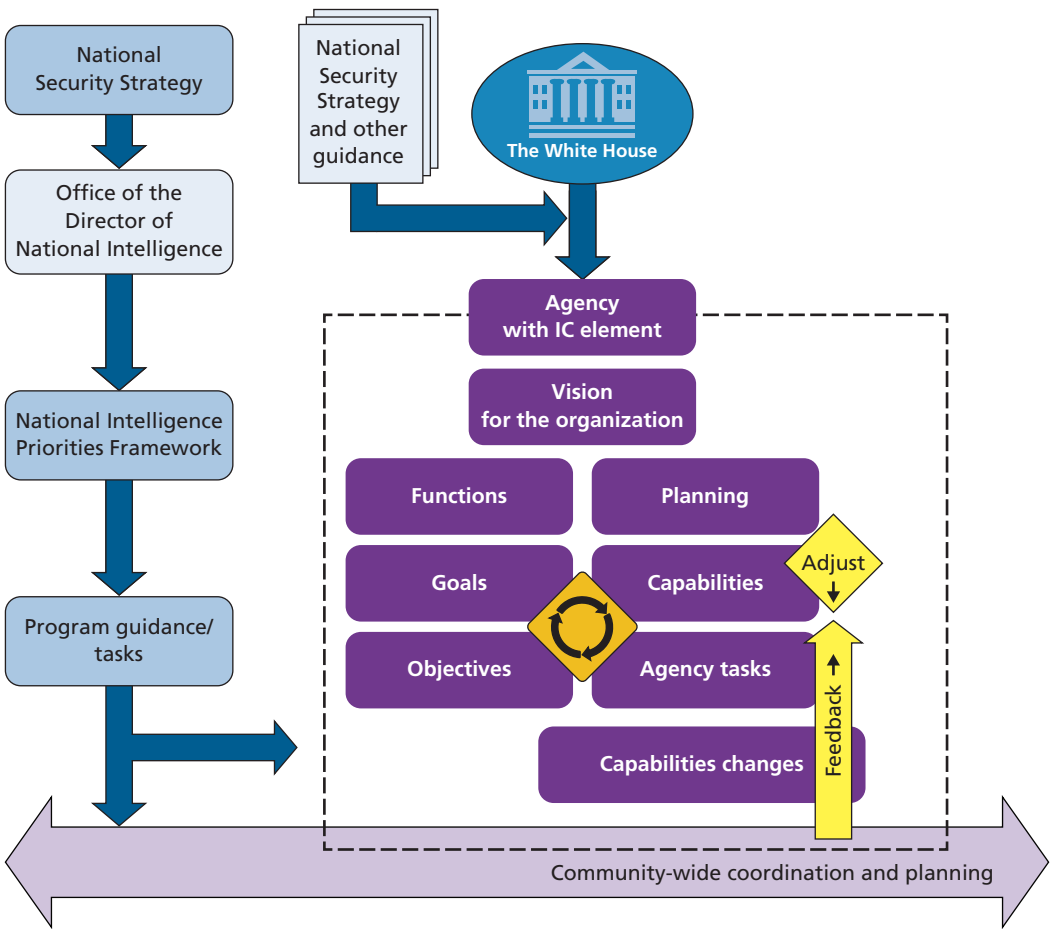 National
Security Strategy
Office of the
Director of
National Intelligence
National Intelligence
Priorities Framework
Program guidance/
tasks
National
Security
Strategy
and other
guidance
The White House
Agency
with IC element
Vision
for the organization
Functions
Planning
Goals
Capabilities
Adjust
Objectives
Agency tasks
Feedback
Capabilities changes
Community-wide coordination and planning